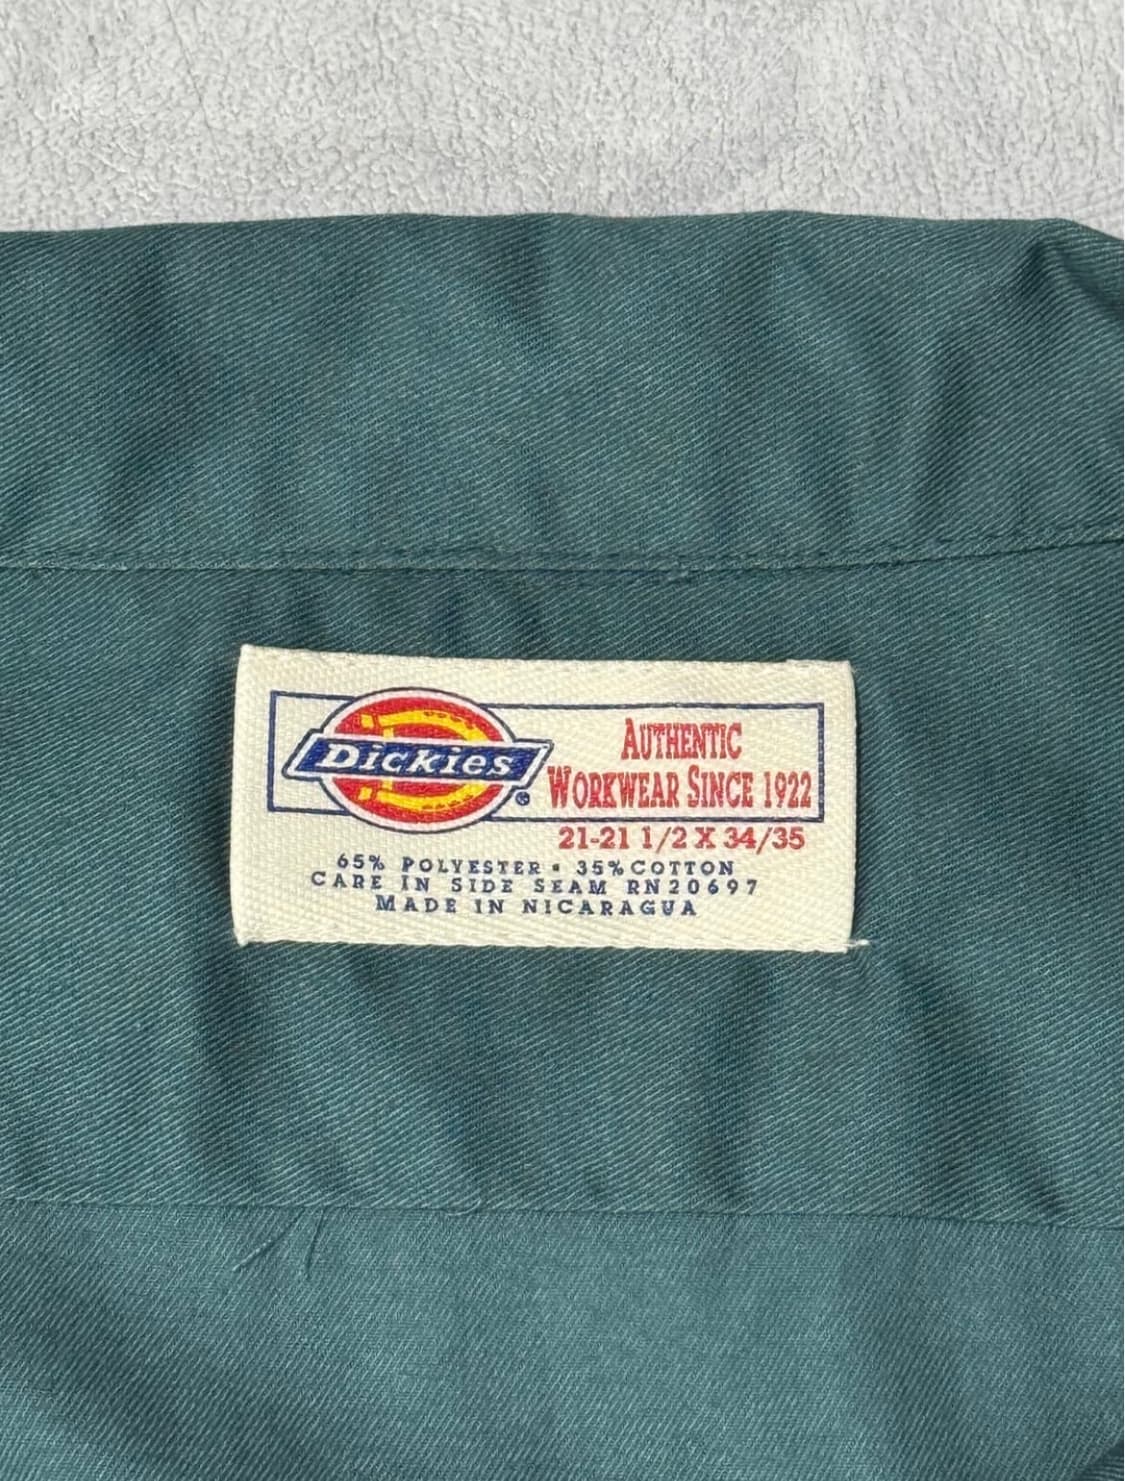 Dickies®
AUTHENTIC
WORKWEAR SINCE 1922
21-21 1/2 X 34/35
65% POLYESTER • 35% COTTON
CARE IN SIDE SEAM RN20697
MADE IN NICARAGUA